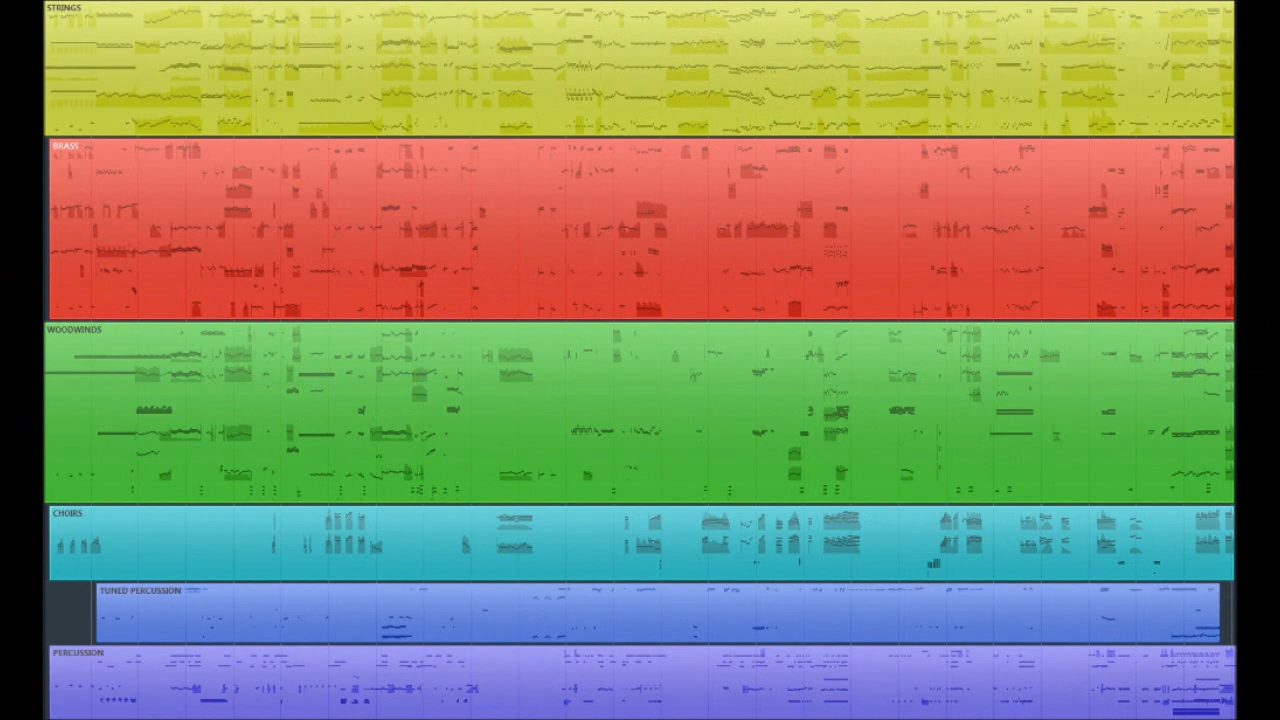 STRINGS
BRASS
WOODWINDS
CHOIRS
TUNED PERCUSSION
PERCUSSION